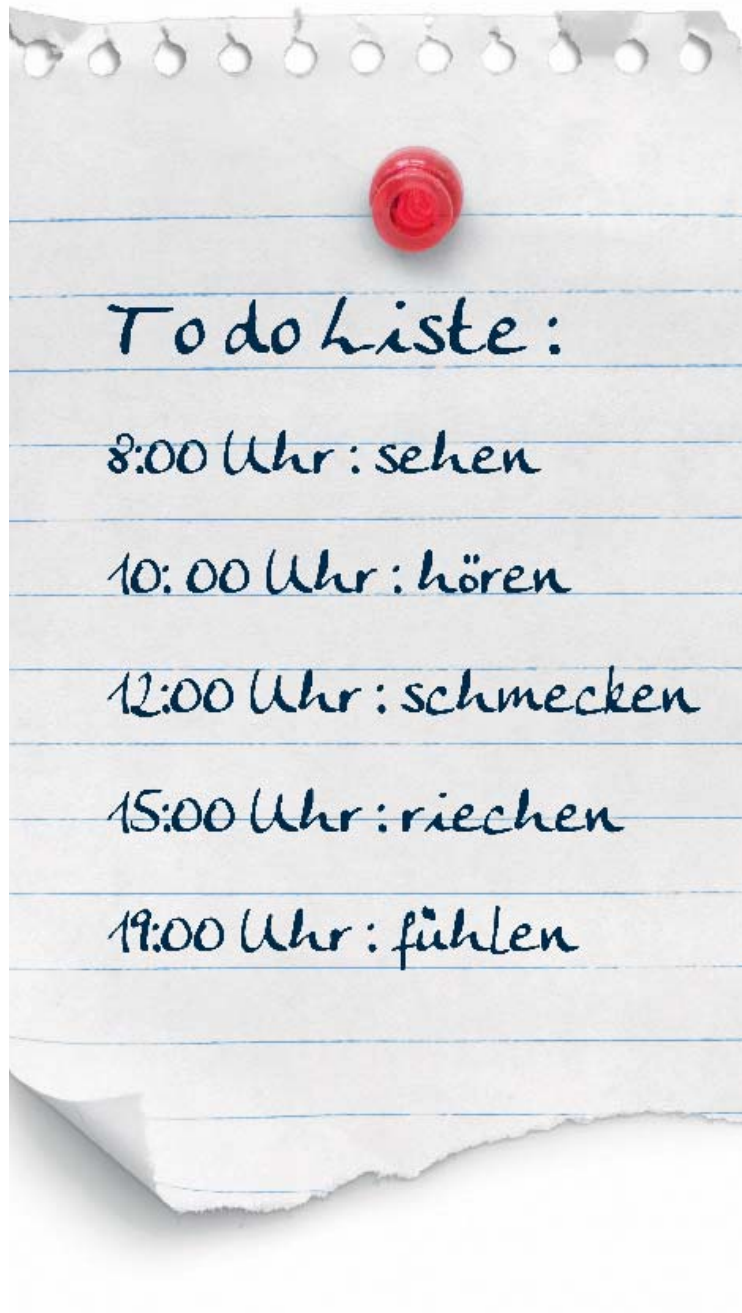 To do Liste:
8:00 Uhr: sehen
10:00 Uhr: hören
12:00 Uhr: schmecken
15:00 Uhr: riechen
19:00 Uhr: fühlen